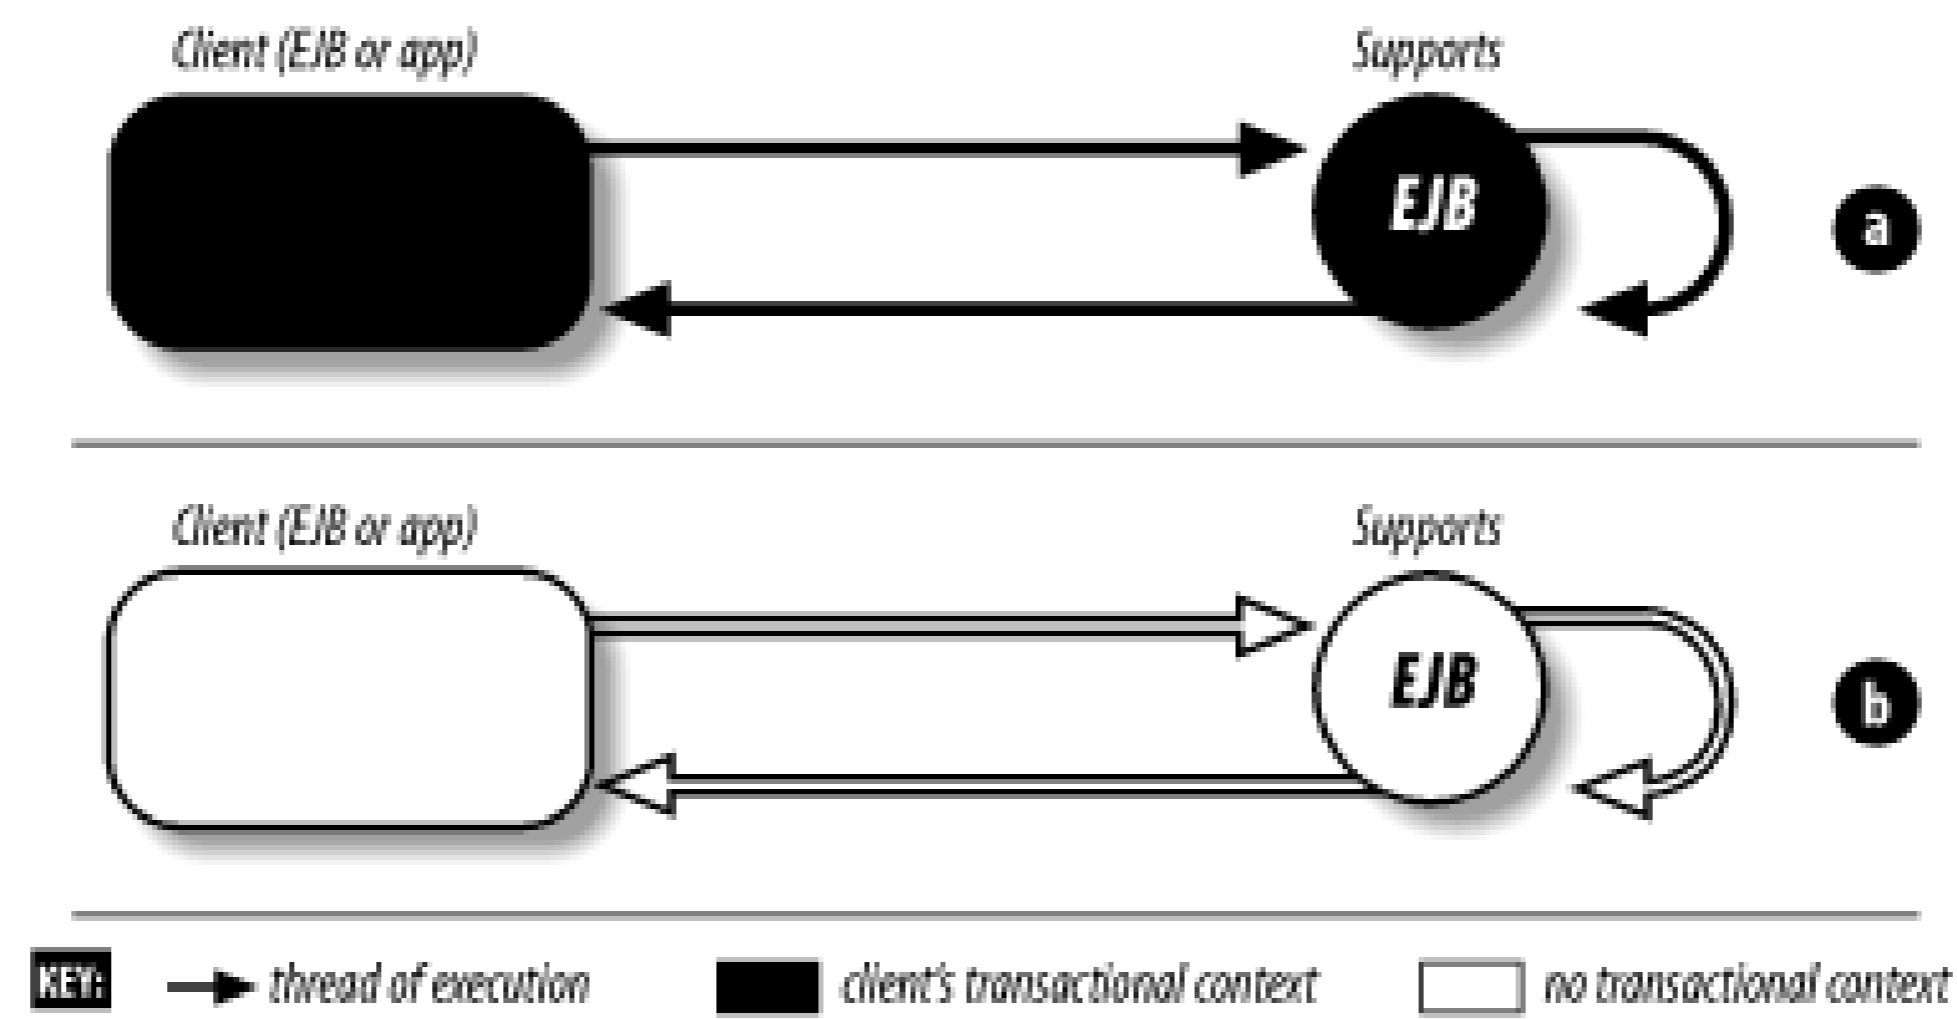 Client (EJB or app) Supports
EJB
a
Client (EJB or app) Supports
EJB
b
KEY: thread of execution client's transactional context no transactional context